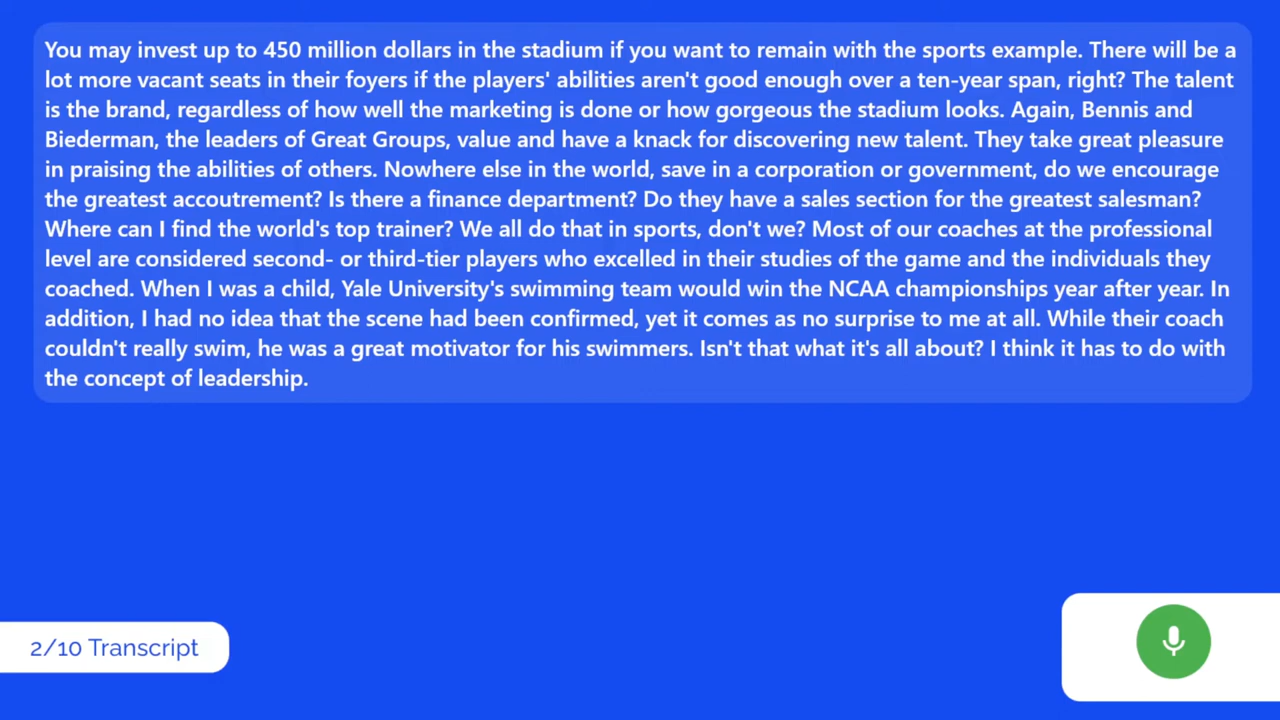 You may invest up to 450 million dollars in the stadium if you want to remain with the sports example. There will be a
lot more vacant seats in their foyers if the players' abilities aren't good enough over a ten-year span, right? The talent
is the brand, regardless of how well the marketing is done or how gorgeous the stadium looks. Again, Bennis and
Biederman, the leaders of Great Groups, value and have a knack for discovering new talent. They take great pleasure
in praising the abilities of others. Nowhere else in the world, save in a corporation or government, do we encourage
the greatest accoutrement? Is there a finance department? Do they have a sales section for the greatest salesman?
Where can I find the world's top trainer? We all do that in sports, don't we? Most of our coaches at the professional
level are considered second- or third-tier players who excelled in their studies of the game and the individuals they
coached. When I was a child, Yale University's swimming team would win the NCAA championships year after year. In
addition, I had no idea that the scene had been confirmed, yet it comes as no surprise to me at all. While their coach
couldn't really swim, he was a great motivator for his swimmers. Isn't that what it's all about? I think it has to do with
the concept of leadership.
2/10 Transcript